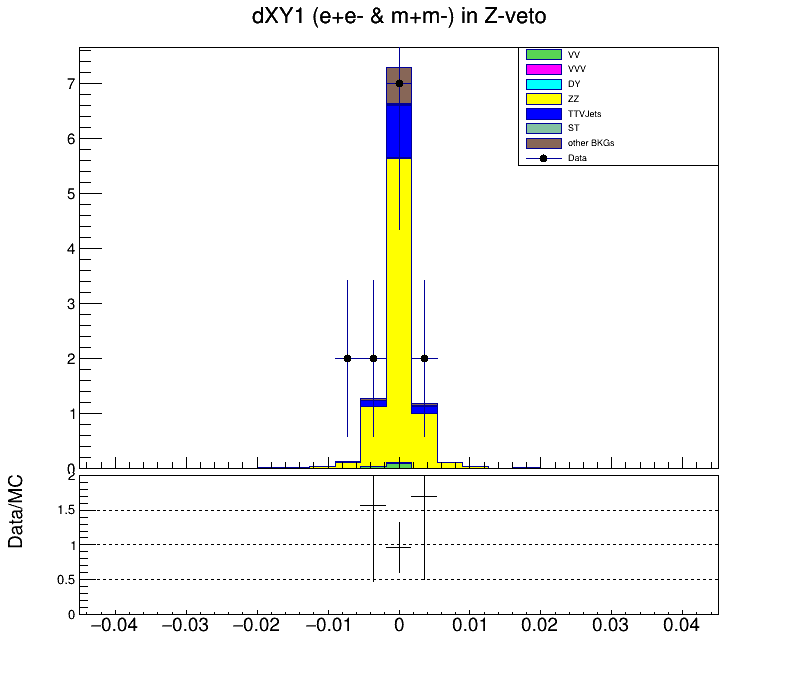 dXY1 (e+e- & m+m-) in Z-veto
VV
VVV
DY
ZZ
TTVJets
ST
other BKGs
Data
7
6
5
4
3
2
1
0
Data/MC
2
1.5
1
0.5
0
−0.04 −0.03 −0.02 −0.01 0 0.01 0.02 0.03 0.04